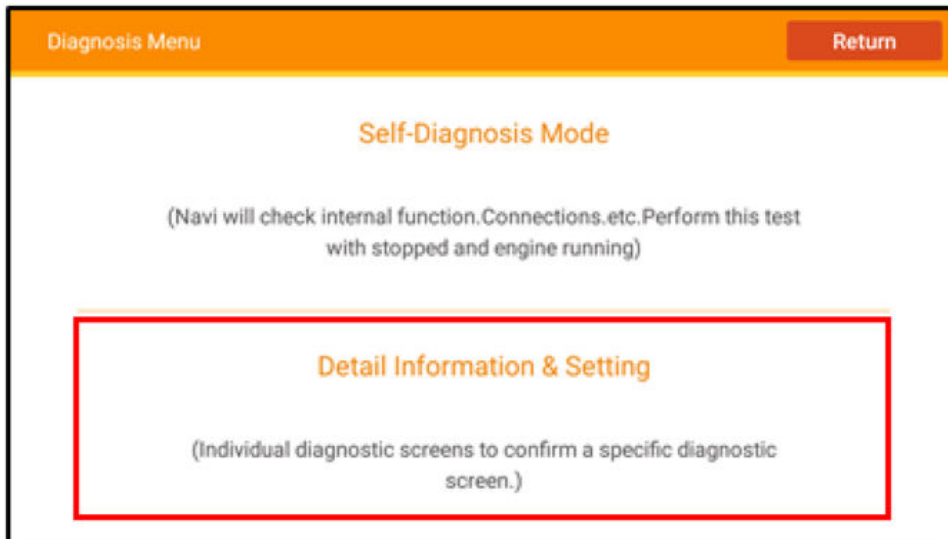 Diagnosis Menu
Return
Self-Diagnosis Mode
(Navi will check internal function.Connections.etc.Perform this test
with stopped and engine running)
Detail Information & Setting
(Individual diagnostic screens to confirm a specific diagnostic
screen.)